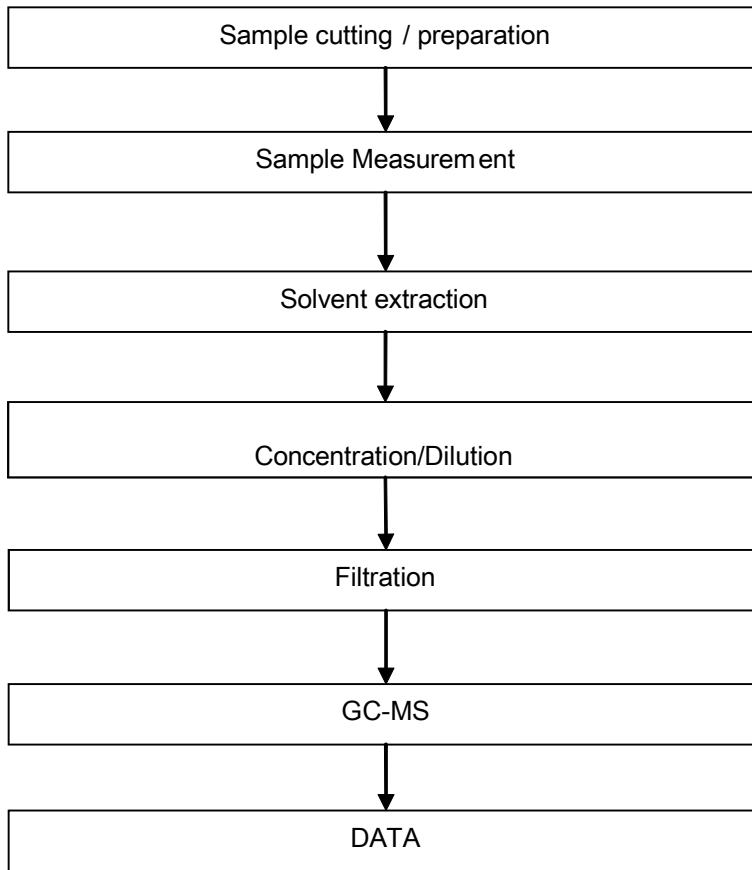 Sample cutting / preparation
Sample Measurement
Solvent extraction
Concentration/Dilution
Filtration
GC-MS
DATA